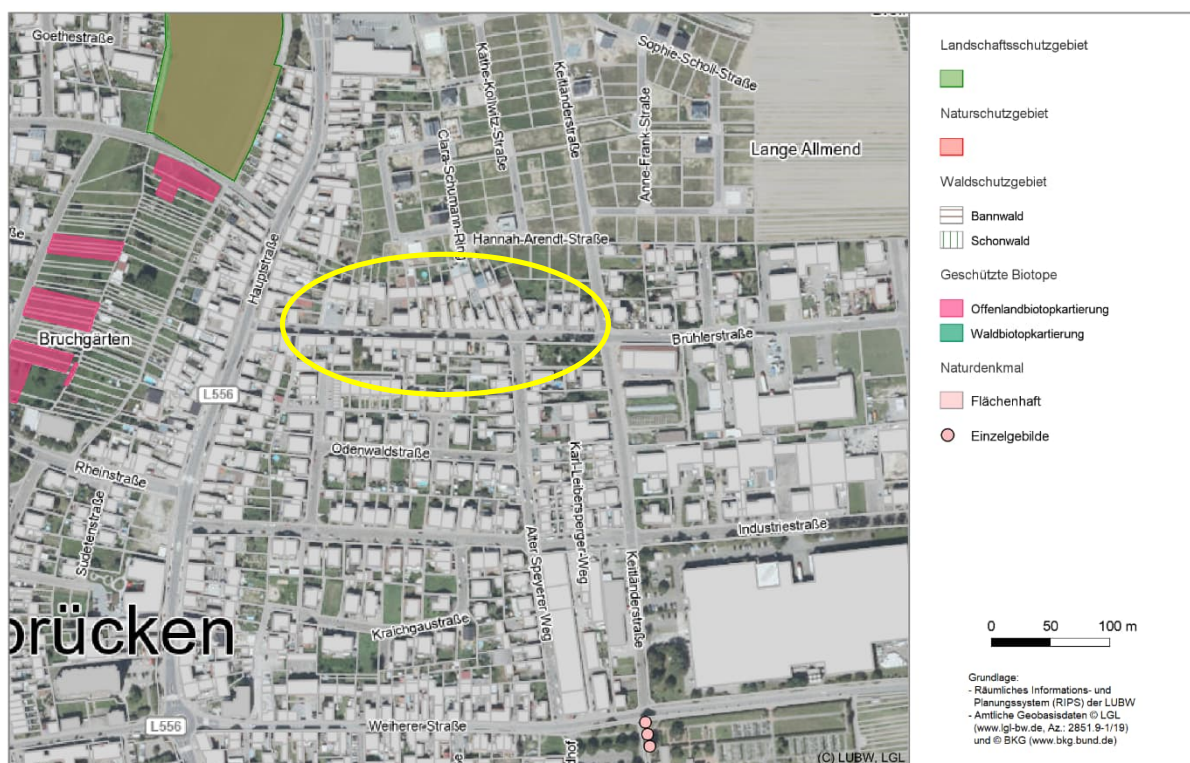 Goethestraße
Käthe-Kollwitz-Straße
Keitländerstraße
Sophie-Scholl-Straße
Clara-Schumann-Ring
Anne-Frank-Straße
Lange Allmend
Hannah-Arendt-Straße
Hauptstraße
Bruchgärten
Brühlerstraße
L556
Odenwaldstraße
Karl-Leibersperger-Weg
Rheinstraße
Sudetenstraße
Industriestraße
Alter Speyerer Weg
Keitländerstraße
Kraichgaustraße
brücken
L556
Weiherer-Straße
(C) LUBW, LGL
Landschaftsschutzgebiet
Naturschutzgebiet
Waldschutzgebiet
Bannwald
Schonwald
Geschützte Biotope
Offenlandbiotopkartierung
Waldbiotopkartierung
Naturdenkmal
Flächenhaft
Einzelgebilde
0 50 100 m
Grundlage:
- Räumliches Informations- und
Planungssystem (RIPS) der LUBW
- Amtliche Geobasisdaten © LGL
(www.lgl-bw.de, Az.: 2851.9-1/19)
und © BKG (www.bkg.bund.de)